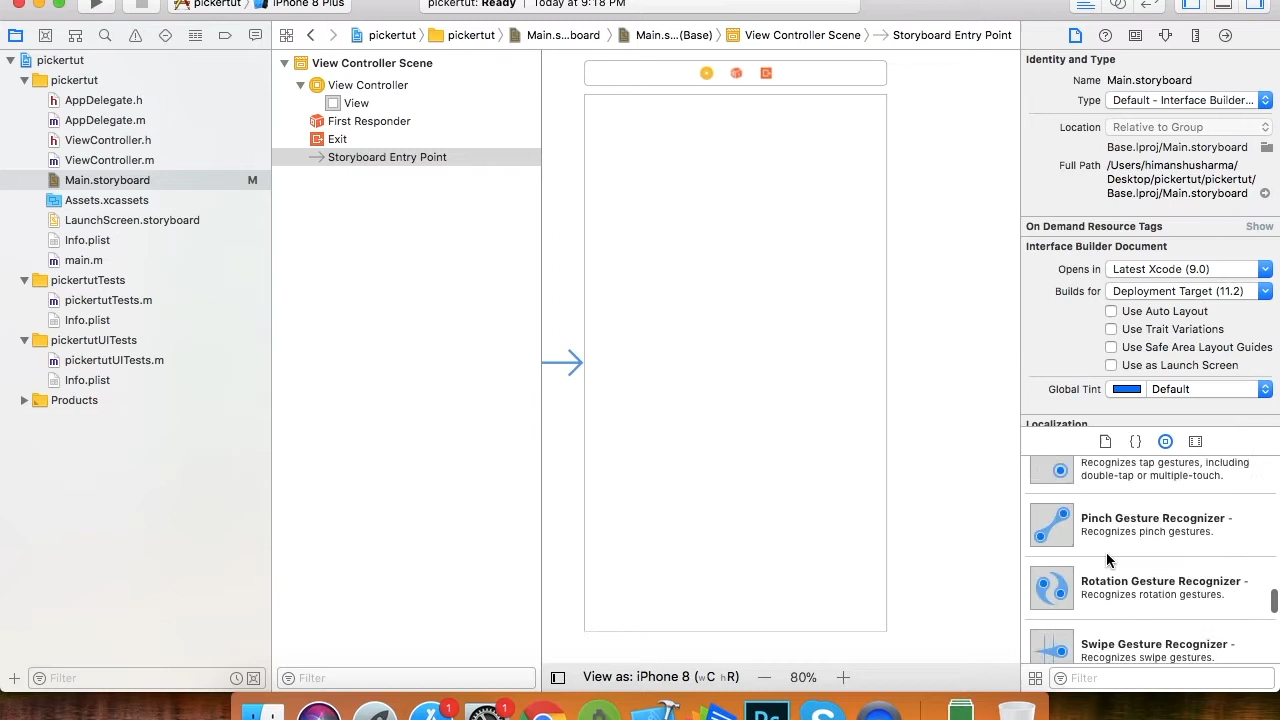 pickertut
iPhone 8 Plus
pickertut: Ready
Today at 9:18 PM
pickertut
pickertut
Main.s...board
Main.s...(Base)
View Controller Scene
Storyboard Entry Point
pickertut
pickertut
AppDelegate.h
AppDelegate.m
ViewController.h
ViewController.m
Main.storyboard M
Assets.xcassets
LaunchScreen.storyboard
Info.plist
main.m
pickertutTests
pickertutTests.m
Info.plist
pickertutUITests
pickertutUITests.m
Info.plist
Products
Filter
View Controller Scene
View Controller
View
First Responder
Exit
Storyboard Entry Point
Filter
View as: iPhone 8 (wC hR)
80%
Identity and Type
Name Main.storyboard
Type Default - Interface Builder...
Location Relative to Group
Base.lproj/Main.storyboard
Full Path /Users/himanshusharma/
Desktop/pickertut/pickertut/
Base.lproj/Main.storyboard
On Demand Resource Tags Show
Interface Builder Document
Opens in Latest Xcode (9.0)
Builds for Deployment Target (11.2)
Use Auto Layout
Use Trait Variations
Use Safe Area Layout Guides
Use as Launch Screen
Global Tint Default
Localization
{}
Recognizes tap gestures, including
double-tap or multiple-touch.
Pinch Gesture Recognizer -
Recognizes pinch gestures.
Rotation Gesture Recognizer -
Recognizes rotation gestures.
Swipe Gesture Recognizer -
Recognizes swipe gestures.
Filter
1
1
Ps